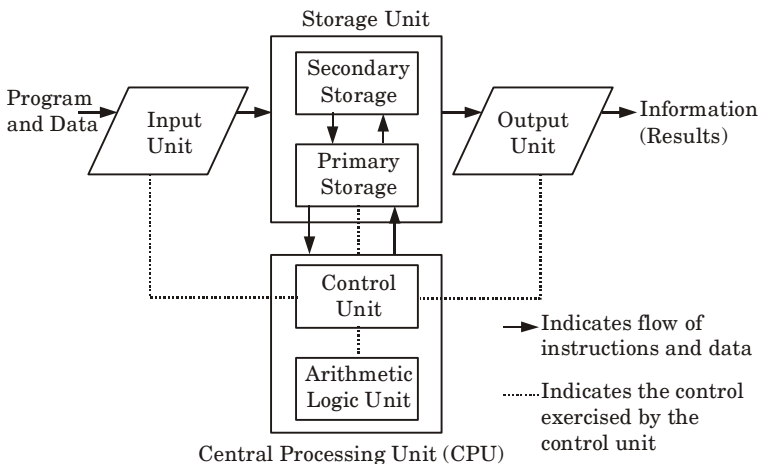 Storage Unit
Secondary
Storage
Program
and Data
Input
Unit
Output
Unit
Information
(Results)
Primary
Storage
Control
Unit
Arithmetic
Logic Unit
Central Processing Unit (CPU)
Indicates flow of
instructions and data
Indicates the control
exercised by the
control unit